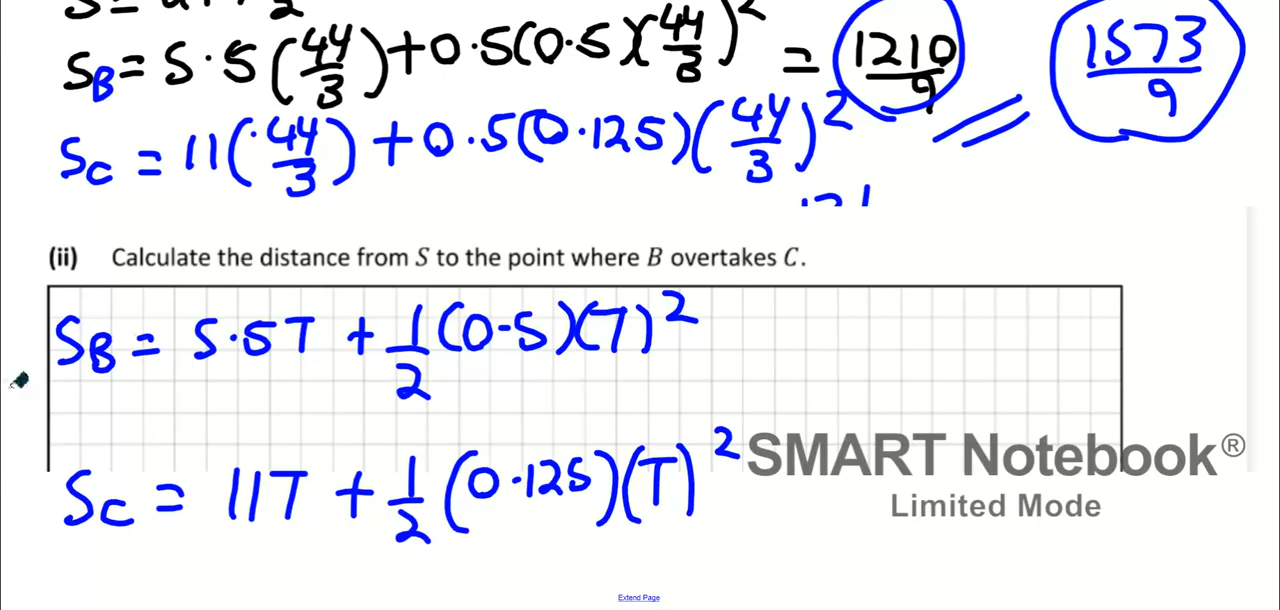 S_B = 5.5(44/3) + 0.5(0.5)(44/3)^2 = 1210/9 1573/9
S_C = 11(44/3) + 0.5(0.125)(44/3)^2
(ii) Calculate the distance from S to the point where B overtakes C.
S_B = 5.5T + 1/2(0.5)(T)^2
SMART Notebook®
S_C = 11T + 1/2(0.125)(T)^2
Limited Mode
Extend Page